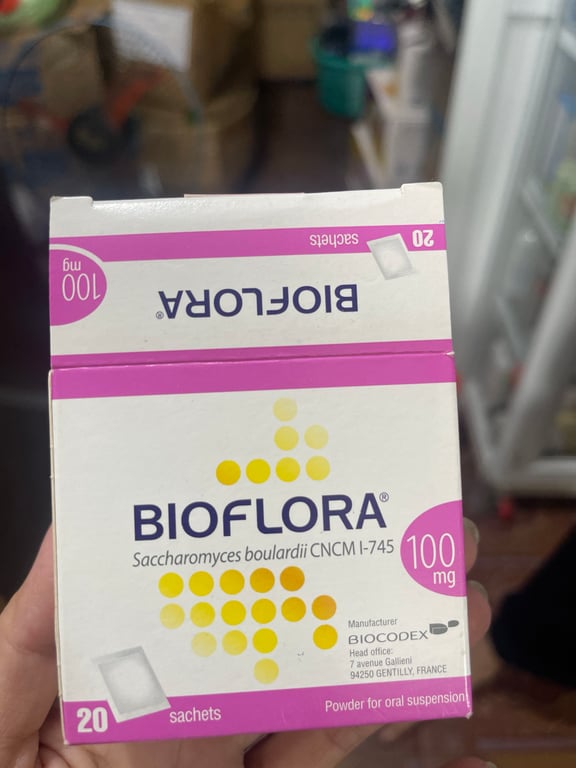 20 sachets
100 mg
BIOFLORA®
BIOFLORA®
Saccharomyces boulardii CNCM I-745
100 mg
Manufacturer
BIOCODEX
Head office:
7 avenue Gallieni
94250 GENTILLY, FRANCE
20 sachets
Powder for oral suspension